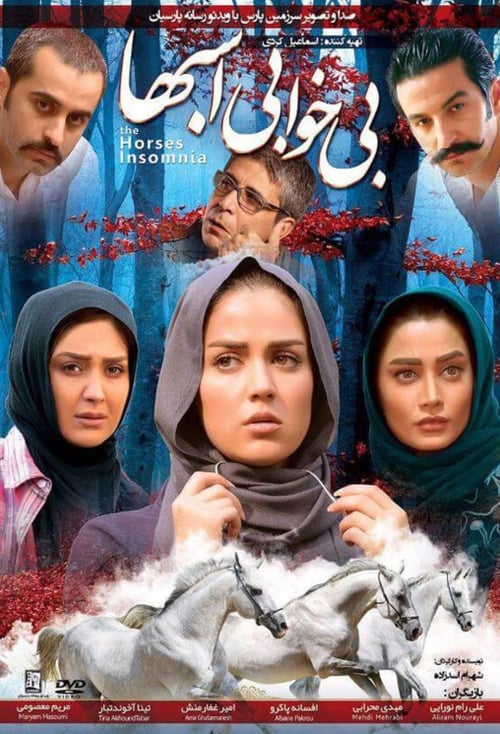 صدا و تصویر سرزمین پارس با ویدئو رسانه پارسیان
تهیه کننده : اسماعیل کردی
بی خوابی اسبها
the
Horses
Insomnia
نویسنده و کارگردان:
شهرام اسدزاده
بازیگران :
علی رام نورایی مهدی محرابی افسانه پاکرو امیر غفارمنش تینا آخوندتبار مریم معصومی
Aliram Nourayi Mehdi Mehrabi Afsane Pakrou Amir Ghafarmanesh Tina AkhoundTabar Maryam Masoumi
DVD
VIDEO